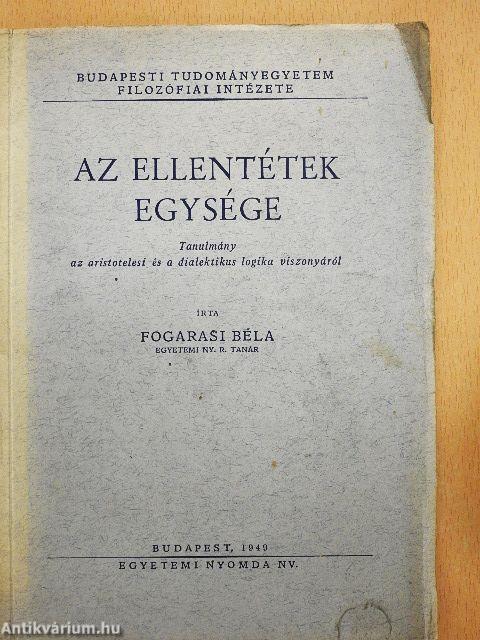 BUDAPESTI TUDOMÁNYEGYETEM
FILOZÓFIAI INTÉZETE
AZ ELLENTÉTEK
EGYSÉGE
Tanulmány
az aristotelesi és a dialektikus logika viszonyáról
IRTA
FOGARASI BÉLA
EGYETEMI NY. R. TANÁR
BUDAPEST, 1949
EGYETEMI NYOMDA NV.
Antikvárium.hu